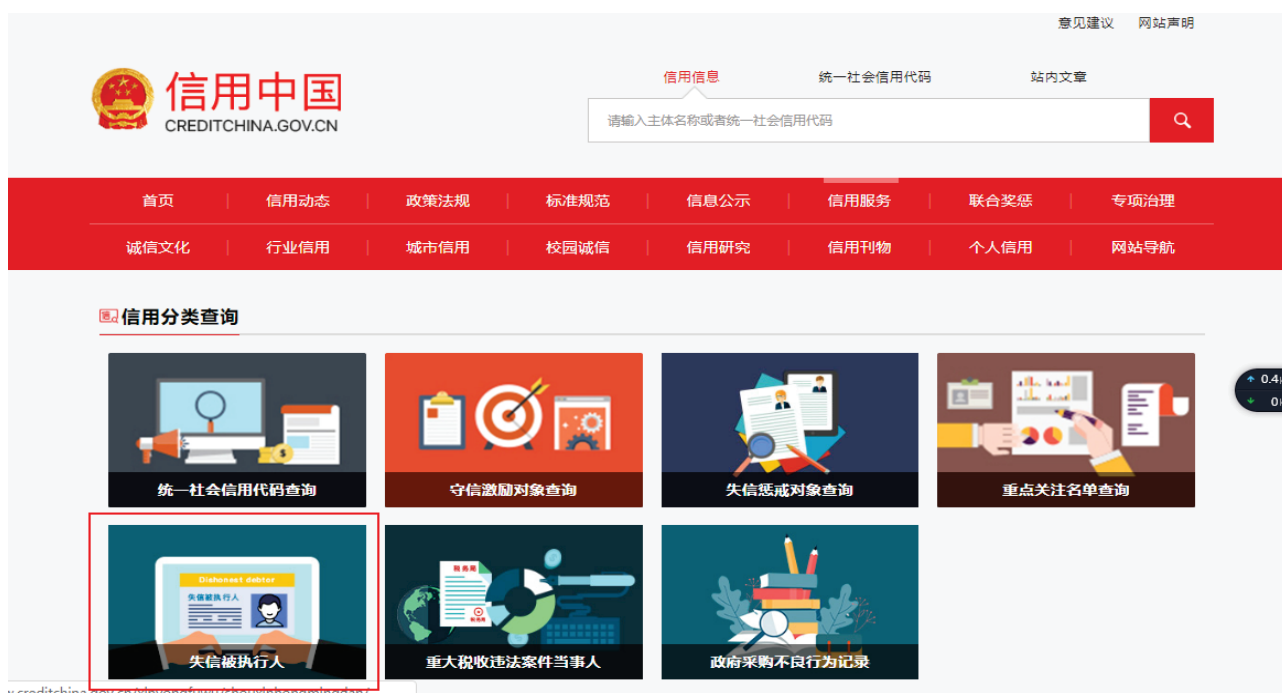 意见建议 网站声明
信用中国
CREDITCHINA.GOV.CN
信用信息 统一社会信用代码 站内文章
请输入主体名称或者统一社会信用代码
首页 信用动态 政策法规 标准规范 信息公示 信用服务 联合奖惩 专项治理
诚信文化 行业信用 城市信用 校园诚信 信用研究 信用刊物 个人信用 网站导航
信用分类查询
统一社会信用代码查询 守信激励对象查询 失信惩戒对象查询 重点关注名单查询
↑ 0.4
↓ 0
Dishonest debtor
失信被执行人
税务局
失信被执行人 重大税收违法案件当事人 政府采购不良行为记录